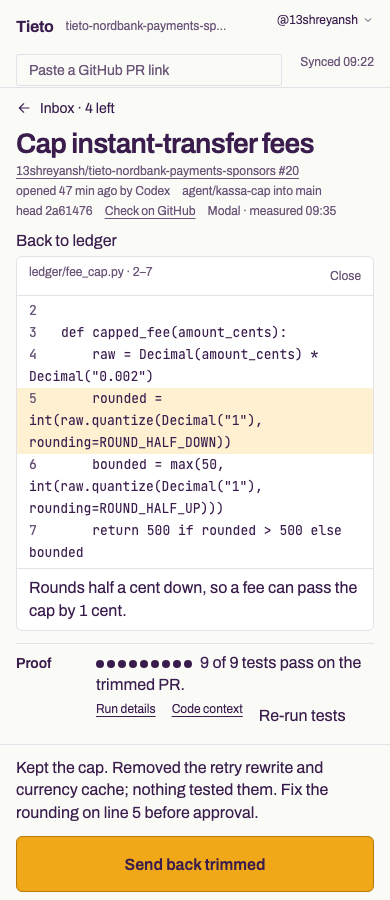 Tieto tieto-nordbank-payments-sp... @13shreyansh
Paste a GitHub PR link Synced 09:22
← Inbox · 4 left
Cap instant-transfer fees
13shreyansh/tieto-nordbank-payments-sponsors #20
opened 47 min ago by Codex agent/kassa-cap into main
head 2a61476 Check on GitHub Modal · measured 09:35
Back to ledger
ledger/fee_cap.py · 2–7 Close
2
3 def capped_fee(amount_cents):
4 raw = Decimal(amount_cents) *
Decimal("0.002")
5 rounded =
int(raw.quantize(Decimal("1"),
rounding=ROUND_HALF_DOWN))
6 bounded = max(50,
int(raw.quantize(Decimal("1"),
rounding=ROUND_HALF_UP)))
7 return 500 if rounded > 500 else
bounded
Rounds half a cent down, so a fee can pass the
cap by 1 cent.
Proof 9 of 9 tests pass on the
trimmed PR.
Run details Code context Re-run tests
Kept the cap. Removed the retry rewrite and
currency cache; nothing tested them. Fix the
rounding on line 5 before approval.
Send back trimmed